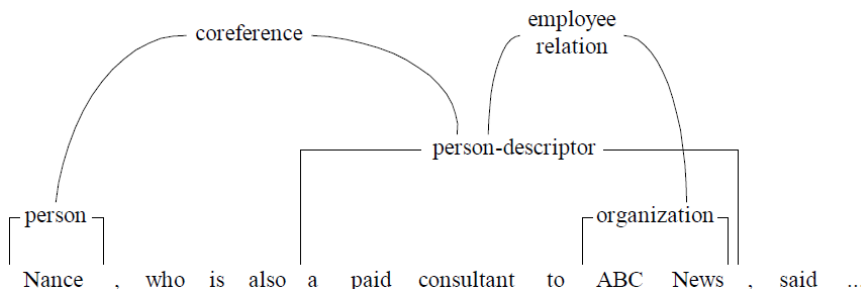 coreference
employee
relation
person-descriptor
person
organization
Nance , who is also a paid consultant to ABC News , said ...